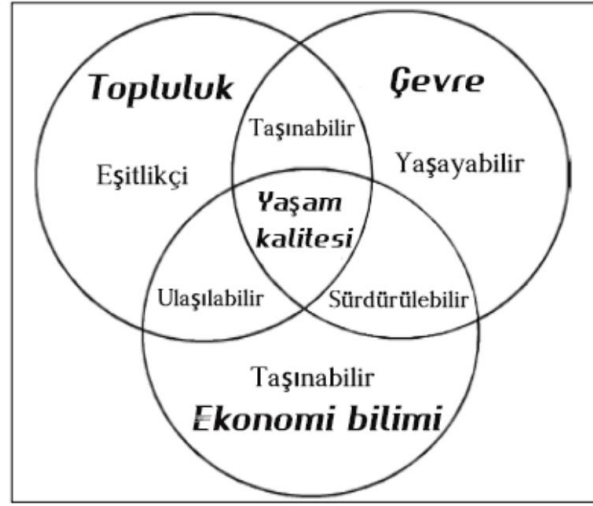 Topluluk
Çevre
Taşınabilir
Eşitlikçi
Yaşayabilir
Yaşam
kalitesi
Ulaşılabilir
Sürdürülebilir
Taşınabilir
Ekonomi bilimi